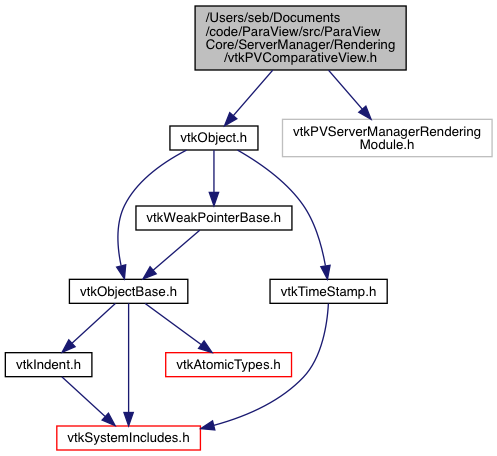 /Users/seb/Documents
/code/ParaView/src/ParaView
Core/ServerManager/Rendering
/vtkPVComparativeView.h
vtkObject.h
vtkPVServerManagerRendering
Module.h
vtkWeakPointerBase.h
vtkObjectBase.h
vtkTimeStamp.h
vtkIndent.h
vtkAtomicTypes.h
vtkSystemIncludes.h